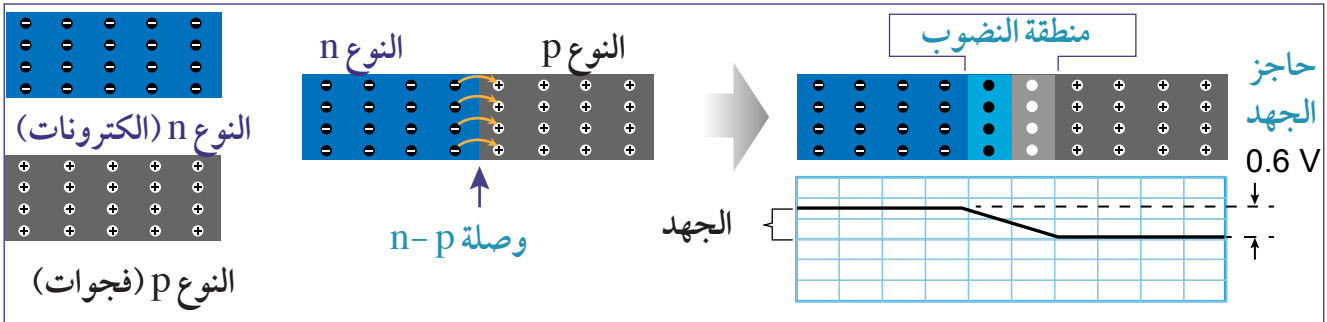 النوع n (الكترونات)
النوع p (فجوات)
النوع n
النوع p
وصلة n – p
منطقة النضوب
حاجز
الجهد
0.6 V
الجهد